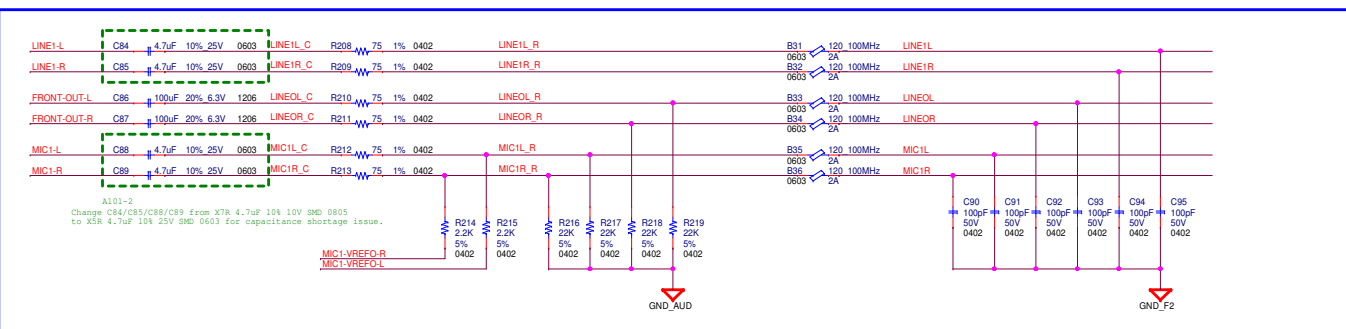 LINE1-L C84 4.7uF 10%_25V 0603 LINE1L_C R208 75 1% 0402 LINE1L_R B31 120_100MHz LINE1L
0603 2A
LINE1-R C85 4.7uF 10%_25V 0603 LINE1R_C R209 75 1% 0402 LINE1R_R B32 120_100MHz LINE1R
0603 2A
FRONT-OUT-L C86 100uF 20%_6.3V 1206 LINEOL_C R210 75 1% 0402 LINEOL_R B33 120_100MHz LINEOL
0603 2A
FRONT-OUT-R C87 100uF 20%_6.3V 1206 LINEOR_C R211 75 1% 0402 LINEOR_R B34 120_100MHz LINEOR
0603 2A
MIC1-L C88 4.7uF 10%_25V 0603 MIC1L_C R212 75 1% 0402 MIC1L_R B35 120_100MHz MIC1L
0603 2A
MIC1-R C89 4.7uF 10%_25V 0603 MIC1R_C R213 75 1% 0402 MIC1R_R B36 120_100MHz MIC1R
0603 2A
A101-2
Change C84/C85/C88/C89 from X7R 4.7uF 10% 10V SMD 0805
to X5R 4.7uF 10% 25V SMD 0603 for capacitance shortage issue.
R214 R215 R216 R217 R218 R219
2.2K 2.2K 22K 22K 22K 22K
5% 5% 5% 5% 5% 5%
0402 0402 0402 0402 0402 0402
C90 C91 C92 C93 C94 C95
100pF 100pF 100pF 100pF 100pF 100pF
50V 50V 50V 50V 50V 50V
0402 0402 0402 0402 0402 0402
MIC1-VREFO-R
MIC1-VREFO-L
GND_AUD
GND_F2